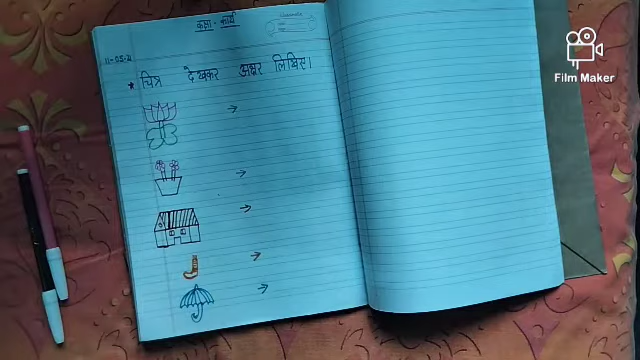 कक्षा - कार्य
11-05-21
★ चित्र देखकर अक्षर लिखिए।
Film Maker